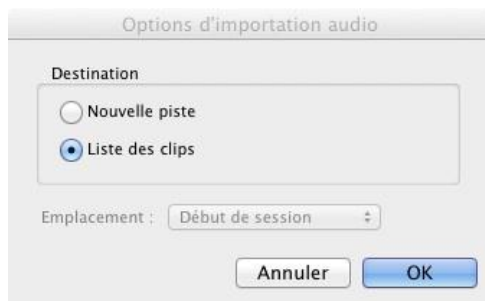 Options d'importation audio
Destination
Nouvelle piste
Liste des clips
Emplacement : Début de session
Annuler OK